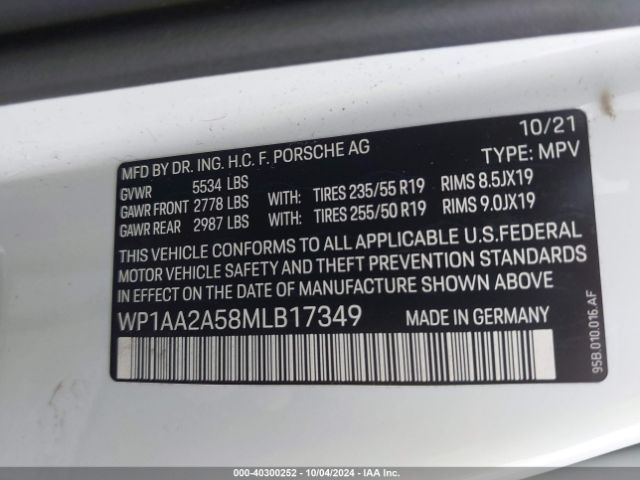 10/21
MFD BY DR. ING. H.C. F. PORSCHE AG
TYPE: MPV
GVWR 5534 LBS
GAWR FRONT 2778 LBS WITH: TIRES 235/55 R19 RIMS 8.5JX19
GAWR REAR 2987 LBS WITH: TIRES 255/50 R19 RIMS 9.0JX19
THIS VEHICLE CONFORMS TO ALL APPLICABLE U.S.FEDERAL
MOTOR VEHICLE SAFETY AND THEFT PREVENTION STANDARDS
IN EFFECT ON THE DATE OF MANUFACTURE SHOWN ABOVE
WP1AA2A58MLB17349 MADE IN GERMANY
95B.010.016.AF
000-40300252 - 10/04/2024 - IAA Inc.